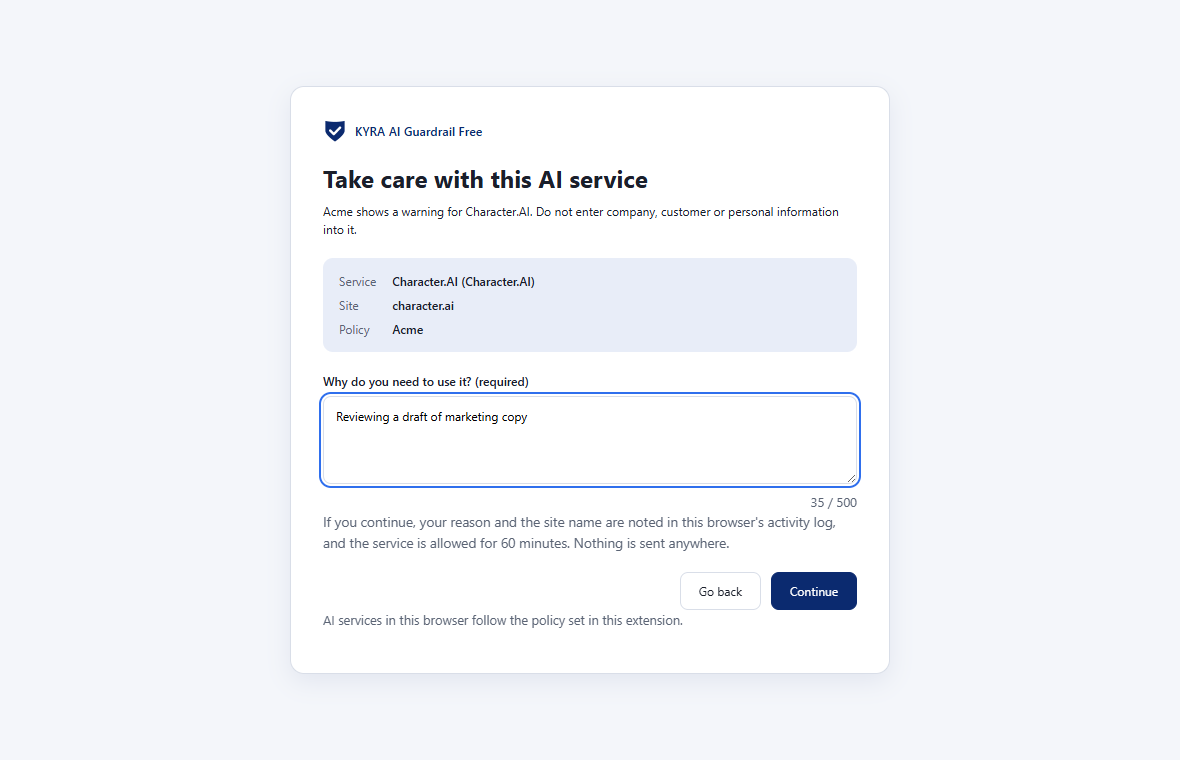 KYRA AI Guardrail Free
Take care with this AI service
Acme shows a warning for Character.AI. Do not enter company, customer or personal information
into it.
Service Character.AI (Character.AI)
Site character.ai
Policy Acme
Why do you need to use it? (required)
Reviewing a draft of marketing copy
35 / 500
If you continue, your reason and the site name are noted in this browser's activity log,
and the service is allowed for 60 minutes. Nothing is sent anywhere.
Go back Continue
AI services in this browser follow the policy set in this extension.